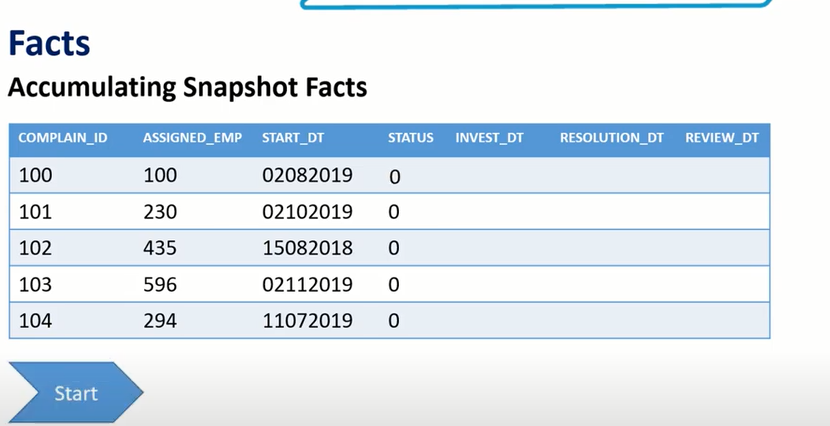 Facts
Accumulating Snapshot Facts
COMPLAIN_ID ASSIGNED_EMP START_DT STATUS INVEST_DT RESOLUTION_DT REVIEW_DT
100 100 02082019 0
101 230 02102019 0
102 435 15082018 0
103 596 02112019 0
104 294 11072019 0
Start